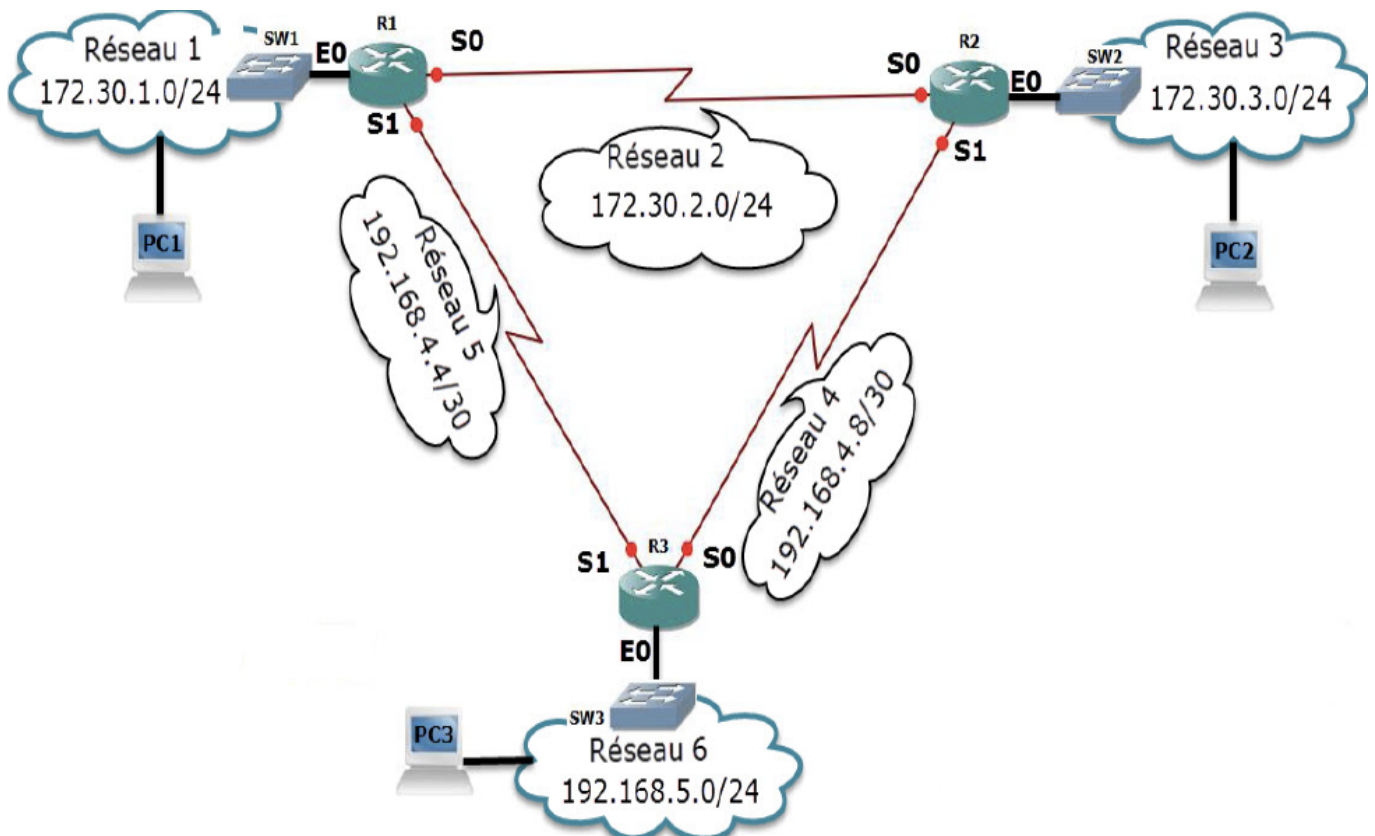 Réseau 1
172.30.1.0/24
SW1
E0
R1
S0
S1
PC1
S0
R2
E0
SW2
S1
Réseau 3
172.30.3.0/24
PC2
Réseau 2
172.30.2.0/24
Réseau 5
192.168.4.4/30
Réseau 4
192.168.4.8/30
S1
R3
S0
E0
SW3
PC3
Réseau 6
192.168.5.0/24